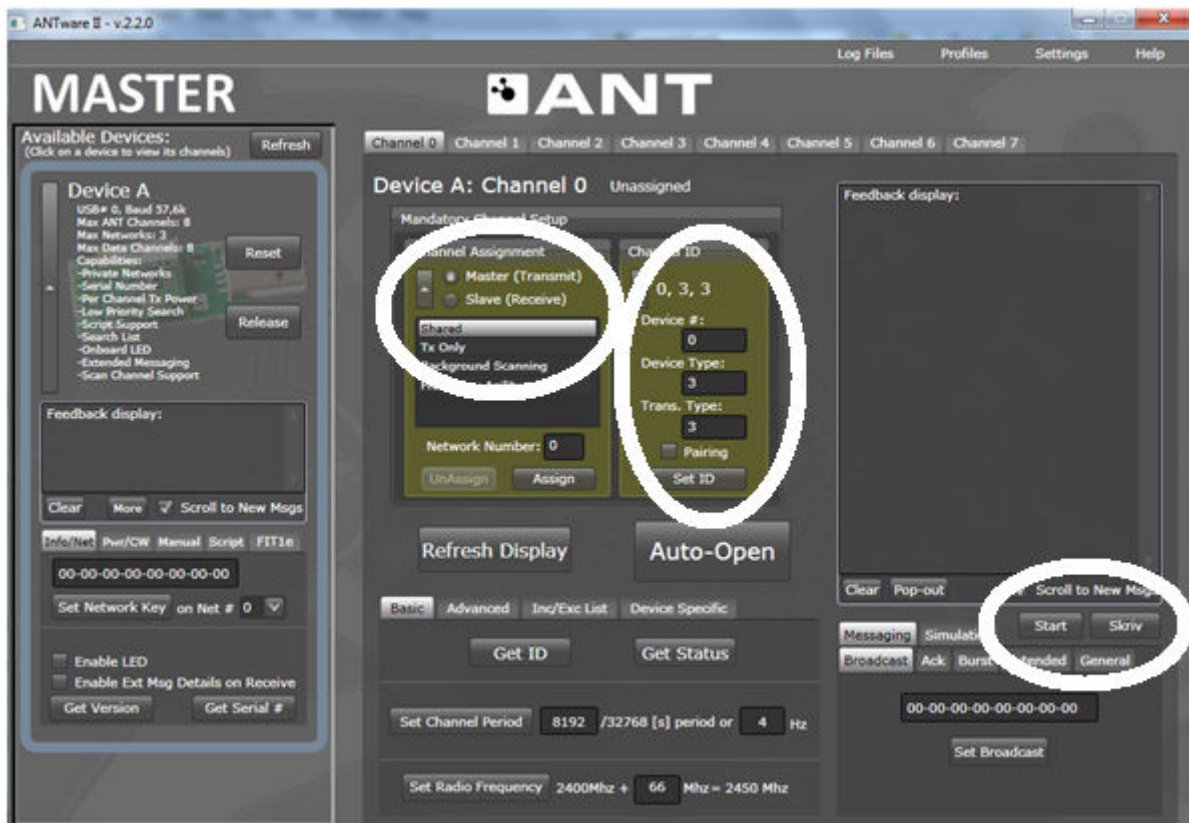 ANTware II - v.2.2.0
Log Files Profiles Settings Help
MASTER
ANT
Available Devices:
(Click on a device to view its channels)
Refresh
Device A
USB# 0, Baud 57,6k
Max ANT Channels: 8
Max Networks: 3
Max Data Channels: 8
Capabilities:
-Private Networks
-Serial Number
-Per Channel Tx Power
-Low Priority Search
-Script Support
-Search List
-Onboard LED
-Extended Messaging
-Scan Channel Support
Reset
Release
Feedback display:
Clear More Scroll to New Msgs
Info/Net Pwr/CW Manual Script FIT1e
00-00-00-00-00-00-00-00
Set Network Key on Net # 0
Enable LED
Enable Ext Msg Details on Receive
Get Version Get Serial #
Channel 0 Channel 1 Channel 2 Channel 3 Channel 4 Channel 5 Channel 6 Channel 7
Device A: Channel 0 Unassigned
Mandatory Channel Setup
Channel Assignment
Master (Transmit)
Slave (Receive)
Shared
Tx Only
Background Scanning
Network Number: 0
UnAssign Assign
Channel ID
0, 3, 3
Device #:
0
Device Type:
3
Trans. Type:
3
Pairing
Set ID
Refresh Display Auto-Open
Basic Advanced Inc/Exc List Device Specific
Get ID Get Status
Set Channel Period 8192 /32768 [s] period or 4 Hz
Set Radio Frequency 2400Mhz + 66 Mhz = 2450 Mhz
Feedback display:
Clear Pop-out Scroll to New Msgs
Start Skriv
Messaging
Broadcast Ack Burst General
00-00-00-00-00-00-00-00
Set Broadcast